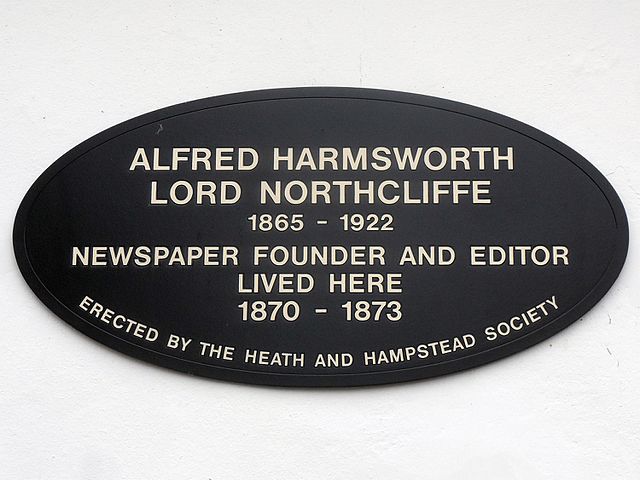 ALFRED HARMSWORTH
LORD NORTHCLIFFE
1865 - 1922
NEWSPAPER FOUNDER AND EDITOR
LIVED HERE
1870 - 1873
ERECTED BY THE HEATH AND HAMPSTEAD SOCIETY